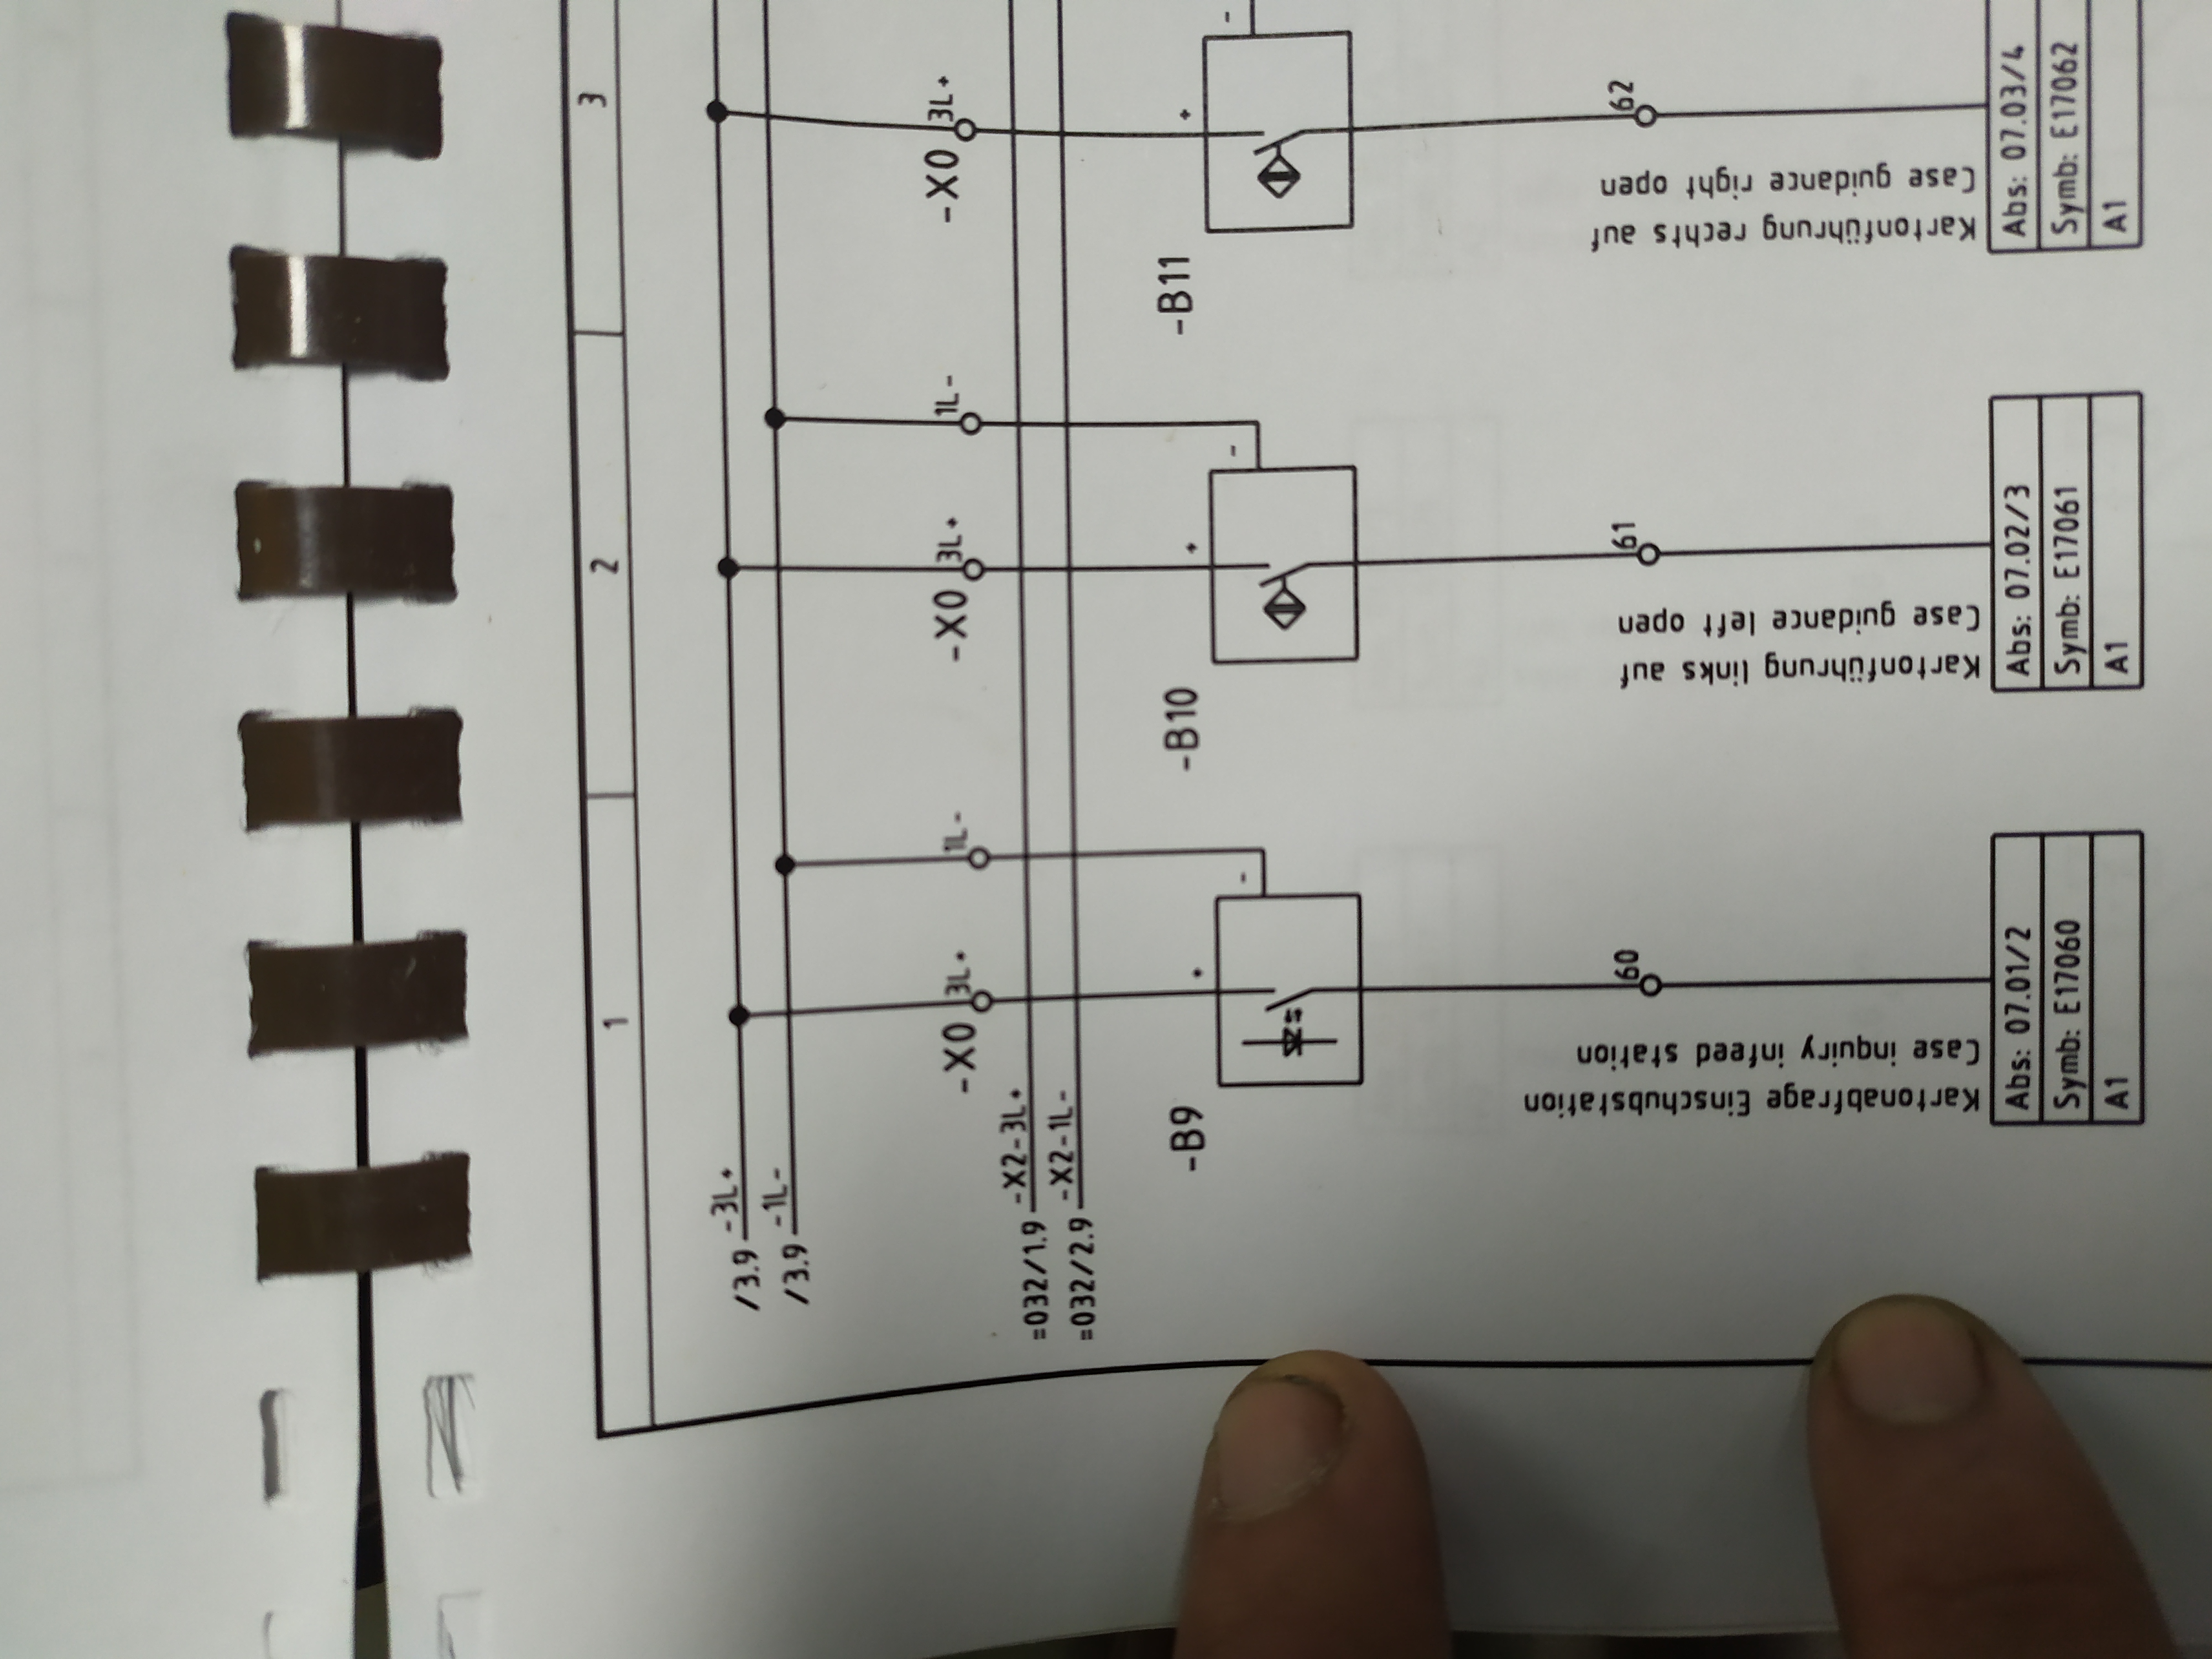 1 2 3
/3.9 -3L+
/3.9 -1L-
-X0 3L+ 1L- -X0 3L+ 1L- -X0 3L+
=032/1.9 -X2-3L+
=032/2.9 -X2-1L-
-B9 + - -B10 + - -B11 + -
60 61 62
Kartonabfrage Einschubstation
Case inquiry infeed station
Kartonführung links auf
Case guidance left open
Kartonführung rechts auf
Case guidance right open
Abs: 07.01/2
Symb: E17060
A1
Abs: 07.02/3
Symb: E17061
A1
Abs: 07.03/4
Symb: E17062
A1